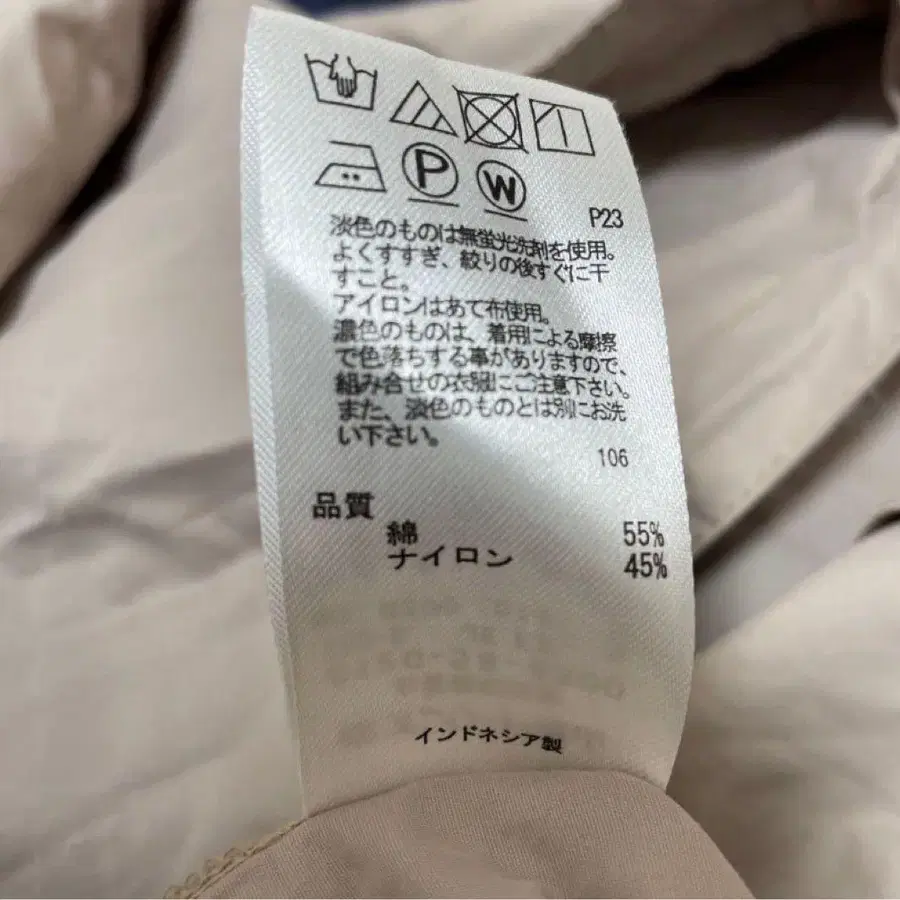 P W
P23
淡色のものは無蛍光洗剤を使用。
よくすすぎ、絞りの後すぐに干
すこと。
アイロンはあて布使用。
濃色のものは、着用による摩擦
で色落ちする事がありますので、
組み合せの衣服にご注意下さい。
また、淡色のものとは別にお洗
い下さい。
106
品質
綿 55%
ナイロン 45%
インドネシア製